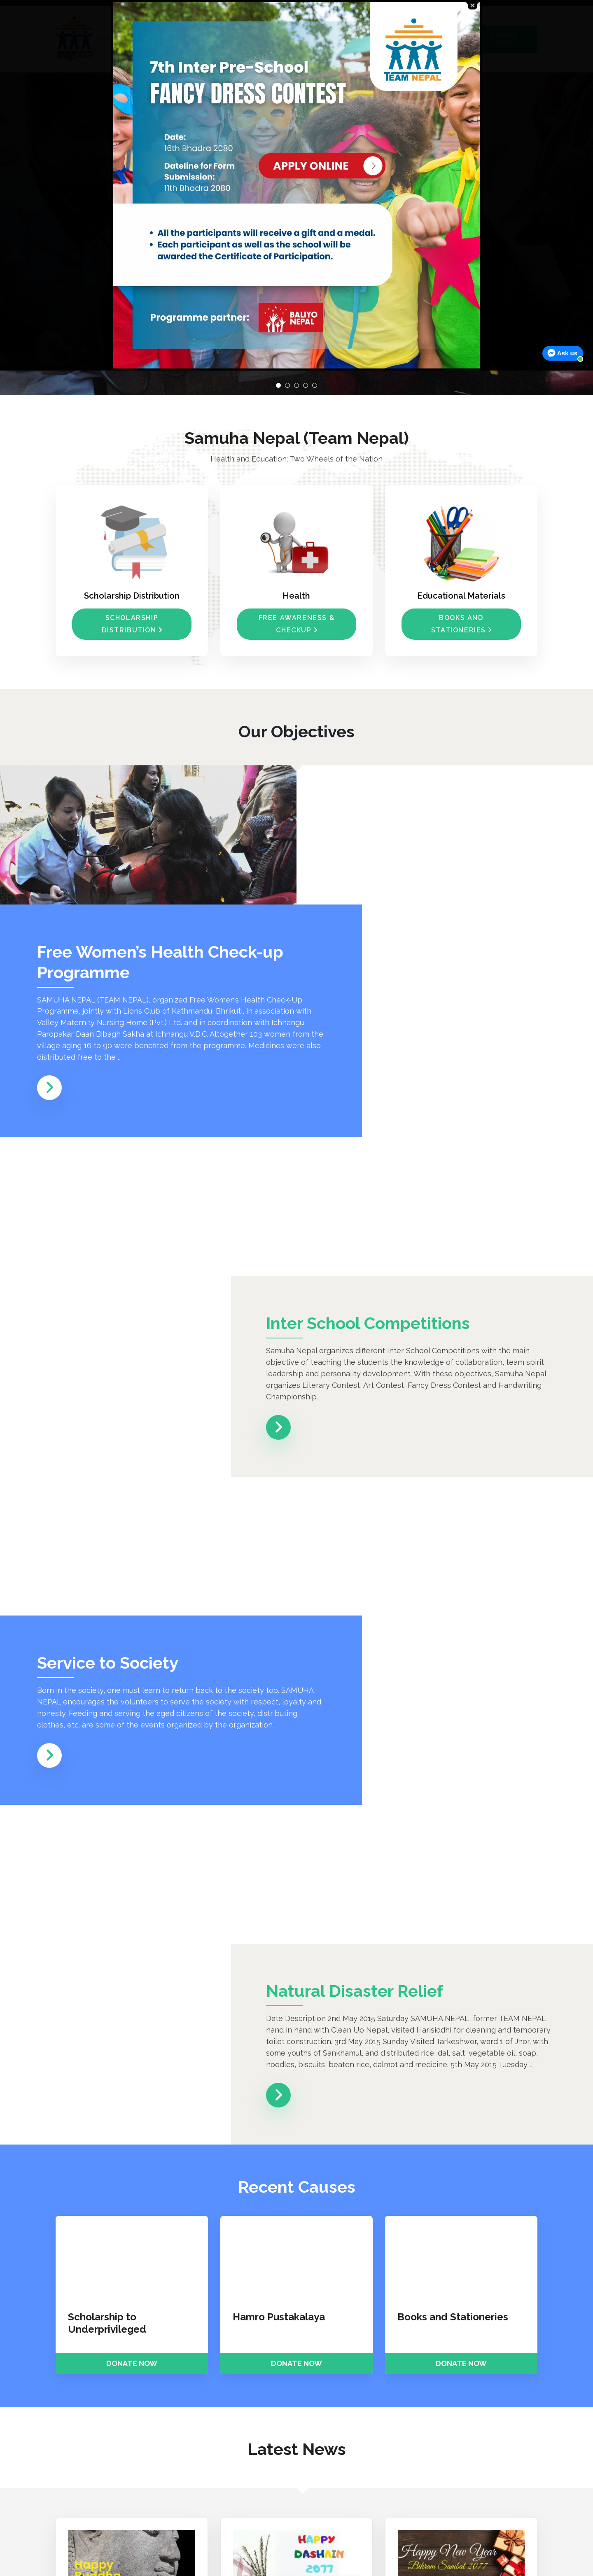 TEAM NEPAL
7th Inter Pre-School
FANCY DRESS CONTEST
Date:
16th Bhadra 2080
Dateline for Form
Submission:
11th Bhadra 2080
APPLY ONLINE
• All the participants will receive a gift and a medal.
• Each participant as well as the school will be
awarded the Certificate of Participation.
Programme partner:
BALIYO
NEPAL
Ask us
Samuha Nepal (Team Nepal)
Health and Education; Two Wheels of the Nation
Scholarship Distribution
SCHOLARSHIP
DISTRIBUTION
Health
FREE AWARENESS &
CHECKUP
Educational Materials
BOOKS AND
STATIONERIES
Our Objectives
Free Women’s Health Check-up
Programme
SAMUHA NEPAL (TEAM NEPAL), organized Free Women’s Health Check-Up
Programme, jointly with Lions Club of Kathmandu, Bhrikuti, in association with
Valley Maternity Nursing Home (Pvt.) Ltd. and in coordination with Ichhangu
Paropakar Daan Bibagh Sakha at Ichhangu V.D.C. Altogether 103 women from the
village aging 16 to 90 were benefited from the programme. Medicines were also
distributed free to the …
Inter School Competitions
Samuha Nepal organizes different Inter School Competitions with the main
objective of teaching the students the knowledge of collaboration, team spirit,
leadership and personality development. With these objectives, Samuha Nepal
organizes Literary Contest, Art Contest, Fancy Dress Contest and Handwriting
Championship.
Service to Society
Born in the society, one must learn to return back to the society too. SAMUHA
NEPAL encourages the volunteers to serve the society with respect, loyalty and
honesty. Feeding and serving the aged citizens of the society, distributing
clothes, etc. are some of the events organized by the organization.
Natural Disaster Relief
Date Description 2nd May 2015 Saturday SAMUHA NEPAL, former TEAM NEPAL,
hand in hand with Clean Up Nepal, visited Harisiddhi for cleaning and temporary
toilet construction. 3rd May 2015 Sunday Visited Tarkeshwor, ward 1 of Jhor, with
some youths of Sankhamul, and distributed rice, dal, salt, vegetable oil, soap,
noodles, biscuits, beaten rice, dalmot and medicine. 5th May 2015 Tuesday …
Recent Causes
Scholarship to
Underprivileged
DONATE NOW
Hamro Pustakalaya
DONATE NOW
Books and Stationeries
DONATE NOW
Latest News
Happy
Buddha
HAPPY
DASHAIN
2077
Happy New Year
Bikram Sambat 2077